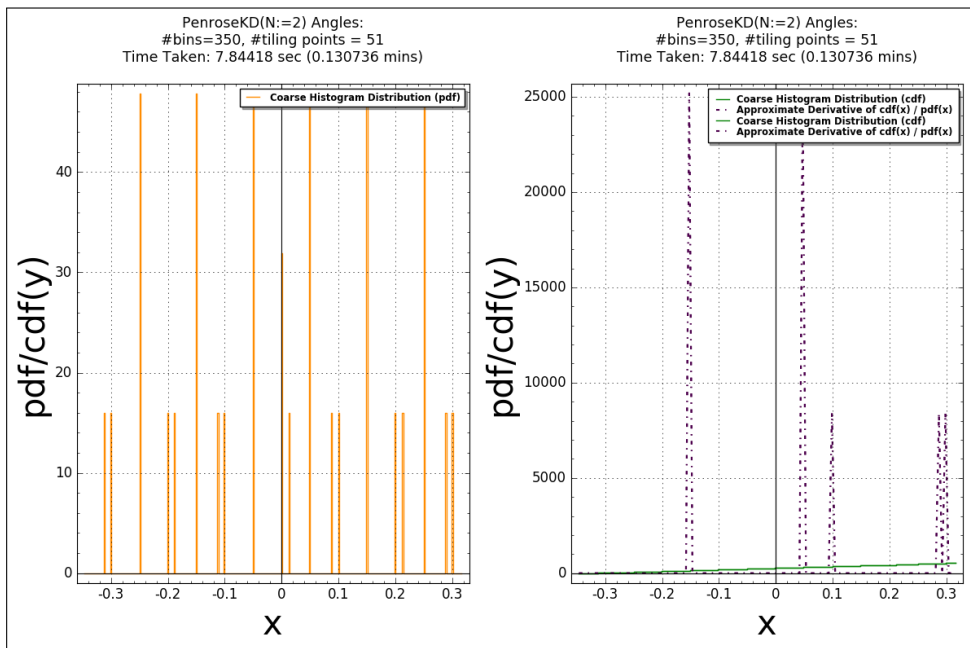 PenroseKD(N:=2) Angles:
#bins=350, #tiling points = 51
Time Taken: 7.84418 sec (0.130736 mins)
Coarse Histogram Distribution (pdf)
40
30
20
10
0
-0.3 -0.2 -0.1 0 0.1 0.2 0.3
pdf/cdf(y)
x
PenroseKD(N:=2) Angles:
#bins=350, #tiling points = 51
Time Taken: 7.84418 sec (0.130736 mins)
Coarse Histogram Distribution (cdf)
Approximate Derivative of cdf(x) / pdf(x)
Coarse Histogram Distribution (cdf)
Approximate Derivative of cdf(x) / pdf(x)
25000
20000
15000
10000
5000
0
-0.3 -0.2 -0.1 0 0.1 0.2 0.3
pdf/cdf(y)
x